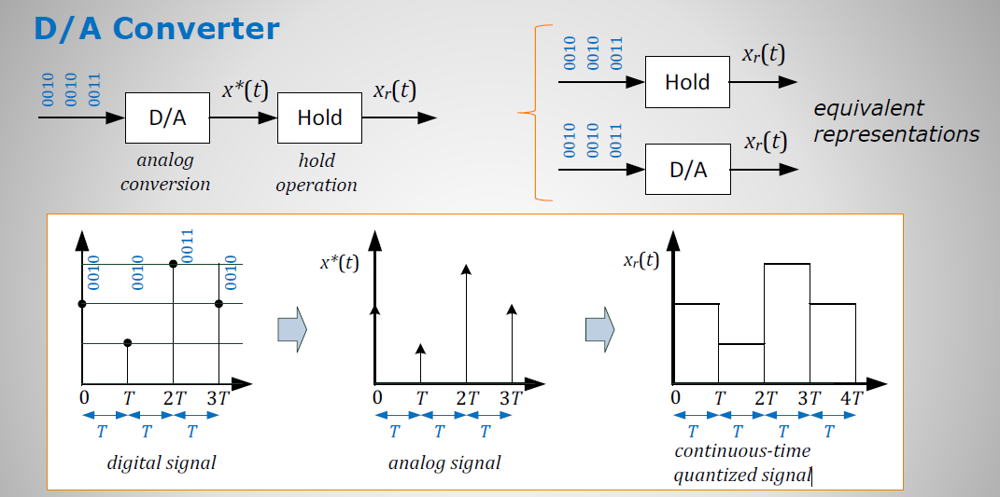 D/A Converter
0010 0010 0011
D/A
x*(t)
Hold
xr(t)
analog
conversion
hold
operation
0010 0010 0011
Hold
xr(t)
0010 0010 0011
D/A
xr(t)
equivalent
representations
0010 0010 0011 0010
0 T 2T 3T
T T T
digital signal
x*(t)
0 T 2T 3T
T T T
analog signal
xr(t)
0 T 2T 3T 4T
T T T T
continuous-time
quantized signal